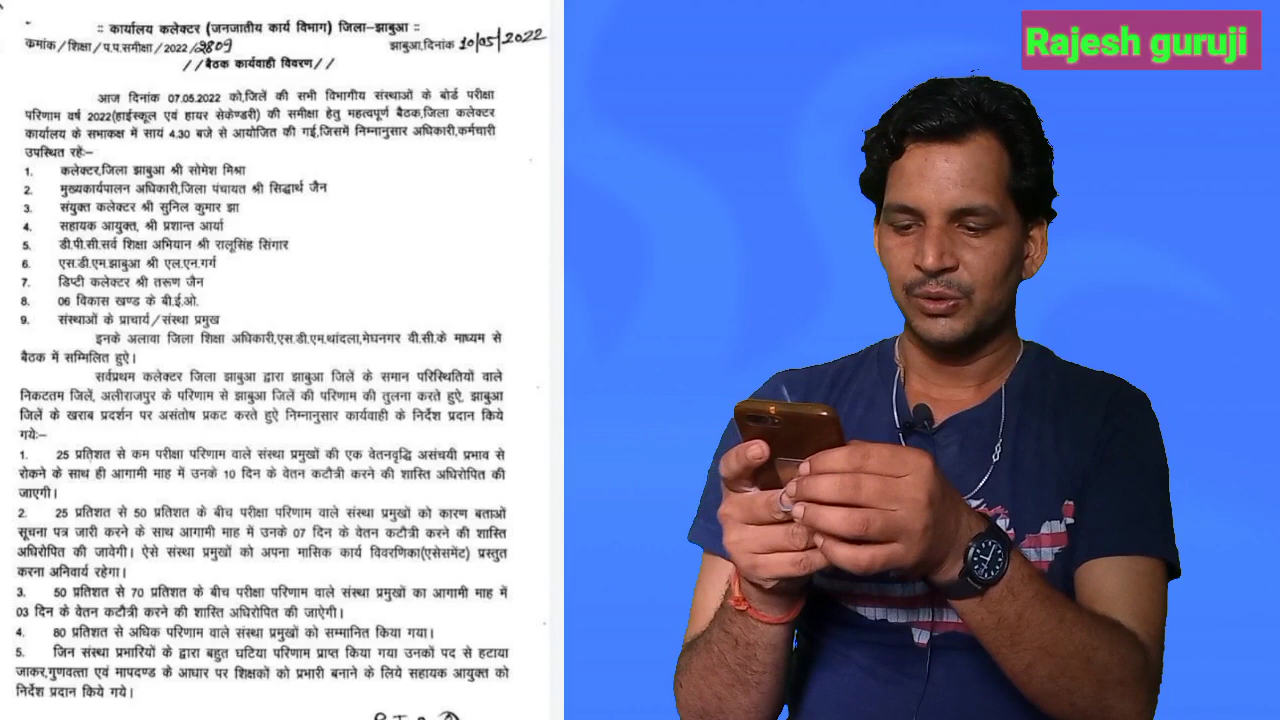 :: कार्यालय कलेक्टर (जनजातीय कार्य विभाग) जिला–झाबुआ ::
कमांक/शिक्षा/प.प.समीक्षा/2022/2809 झाबुआ,दिनांक 10/05/2022
//बैठक कार्यवाही विवरण//
आज दिनांक 07.05.2022 को,जिलें की सभी विभागीय संस्थाओं के बोर्ड परीक्षा
परिणाम वर्ष 2022(हाईस्कूल एवं हायर सेकेण्डरी) की समीक्षा हेतु महत्वपूर्ण बैठक,जिला कलेक्टर
कार्यालय के सभाकक्ष में सायं 4.30 बजे से आयोजित की गई,जिसमें निम्नानुसार अधिकारी,कर्मचारी
उपस्थित रहेंः–
1. कलेक्टर,जिला झाबुआ श्री सोमेश मिश्रा
2. मुख्यकार्यपालन अधिकारी,जिला पंचायत श्री सिद्धार्थ जैन
3. संयुक्त कलेक्टर श्री सुनिल कुमार झा
4. सहायक आयुक्त, श्री प्रशान्त आर्या
5. डी.पी.सी.सर्व शिक्षा अभियान श्री रालूसिंह सिंगार
6. एस.डी.एम.झाबुआ श्री एल.एन.गर्ग
7. डिप्टी कलेक्टर श्री तरूण जैन
8. 06 विकास खण्ड के बी.ई.ओ.
9. संस्थाओं के प्राचार्य/संस्था प्रमुख
इनके अलावा जिला शिक्षा अधिकारी,एस.डी.एम.थांदला,मेघनगर वी.सी.के माध्यम से
बैठक में सम्मिलित हुऐ।
सर्वप्रथम कलेक्टर जिला झाबुआ द्वारा झाबुआ जिलें के समान परिस्थितियों वाले
निकटतम जिलें, अलीराजपुर के परिणाम से झाबुआ जिलें की परिणाम की तुलना करते हुऐ, झाबुआ
जिलें के खराब प्रदर्शन पर असंतोष प्रकट करते हुऐ निम्नानुसार कार्यवाही के निर्देश प्रदान किये
गयेः–
1. 25 प्रतिशत से कम परीक्षा परिणाम वाले संस्था प्रमुखों की एक वेतनवृद्धि असंचयी प्रभाव से
रोकने के साथ ही आगामी माह में उनके 10 दिन के वेतन कटौत्री करने की शास्ति अधिरोपित की
जाएगी।
2. 25 प्रतिशत से 50 प्रतिशत के बीच परीक्षा परिणाम वाले संस्था प्रमुखों को कारण बताओं
सूचना पत्र जारी करने के साथ आगामी माह में उनके 07 दिन के वेतन कटौत्री करने की शास्ति
अधिरोपित की जावेगी। ऐसे संस्था प्रमुखों को अपना मासिक कार्य विवरणिका(एसेसमेंट) प्रस्तुत
करना अनिवार्य रहेगा।
3. 50 प्रतिशत से 70 प्रतिशत के बीच परीक्षा परिणाम वाले संस्था प्रमुखों का आगामी माह में
03 दिन के वेतन कटौत्री करने की शास्ति अधिरोपित की जाऐगी।
4. 80 प्रतिशत से अधिक परिणाम वाले संस्था प्रमुखों को सम्मानित किया गया।
5. जिन संस्था प्रभारियों के द्वारा बहुत घटिया परिणाम प्राप्त किया गया उनकों पद से हटाया
जाकर,गुणवत्ता एवं मापदण्ड के आधार पर शिक्षकों को प्रभारी बनाने के लिये सहायक आयुक्त को
निर्देश प्रदान किये गये।
Rajesh guruji